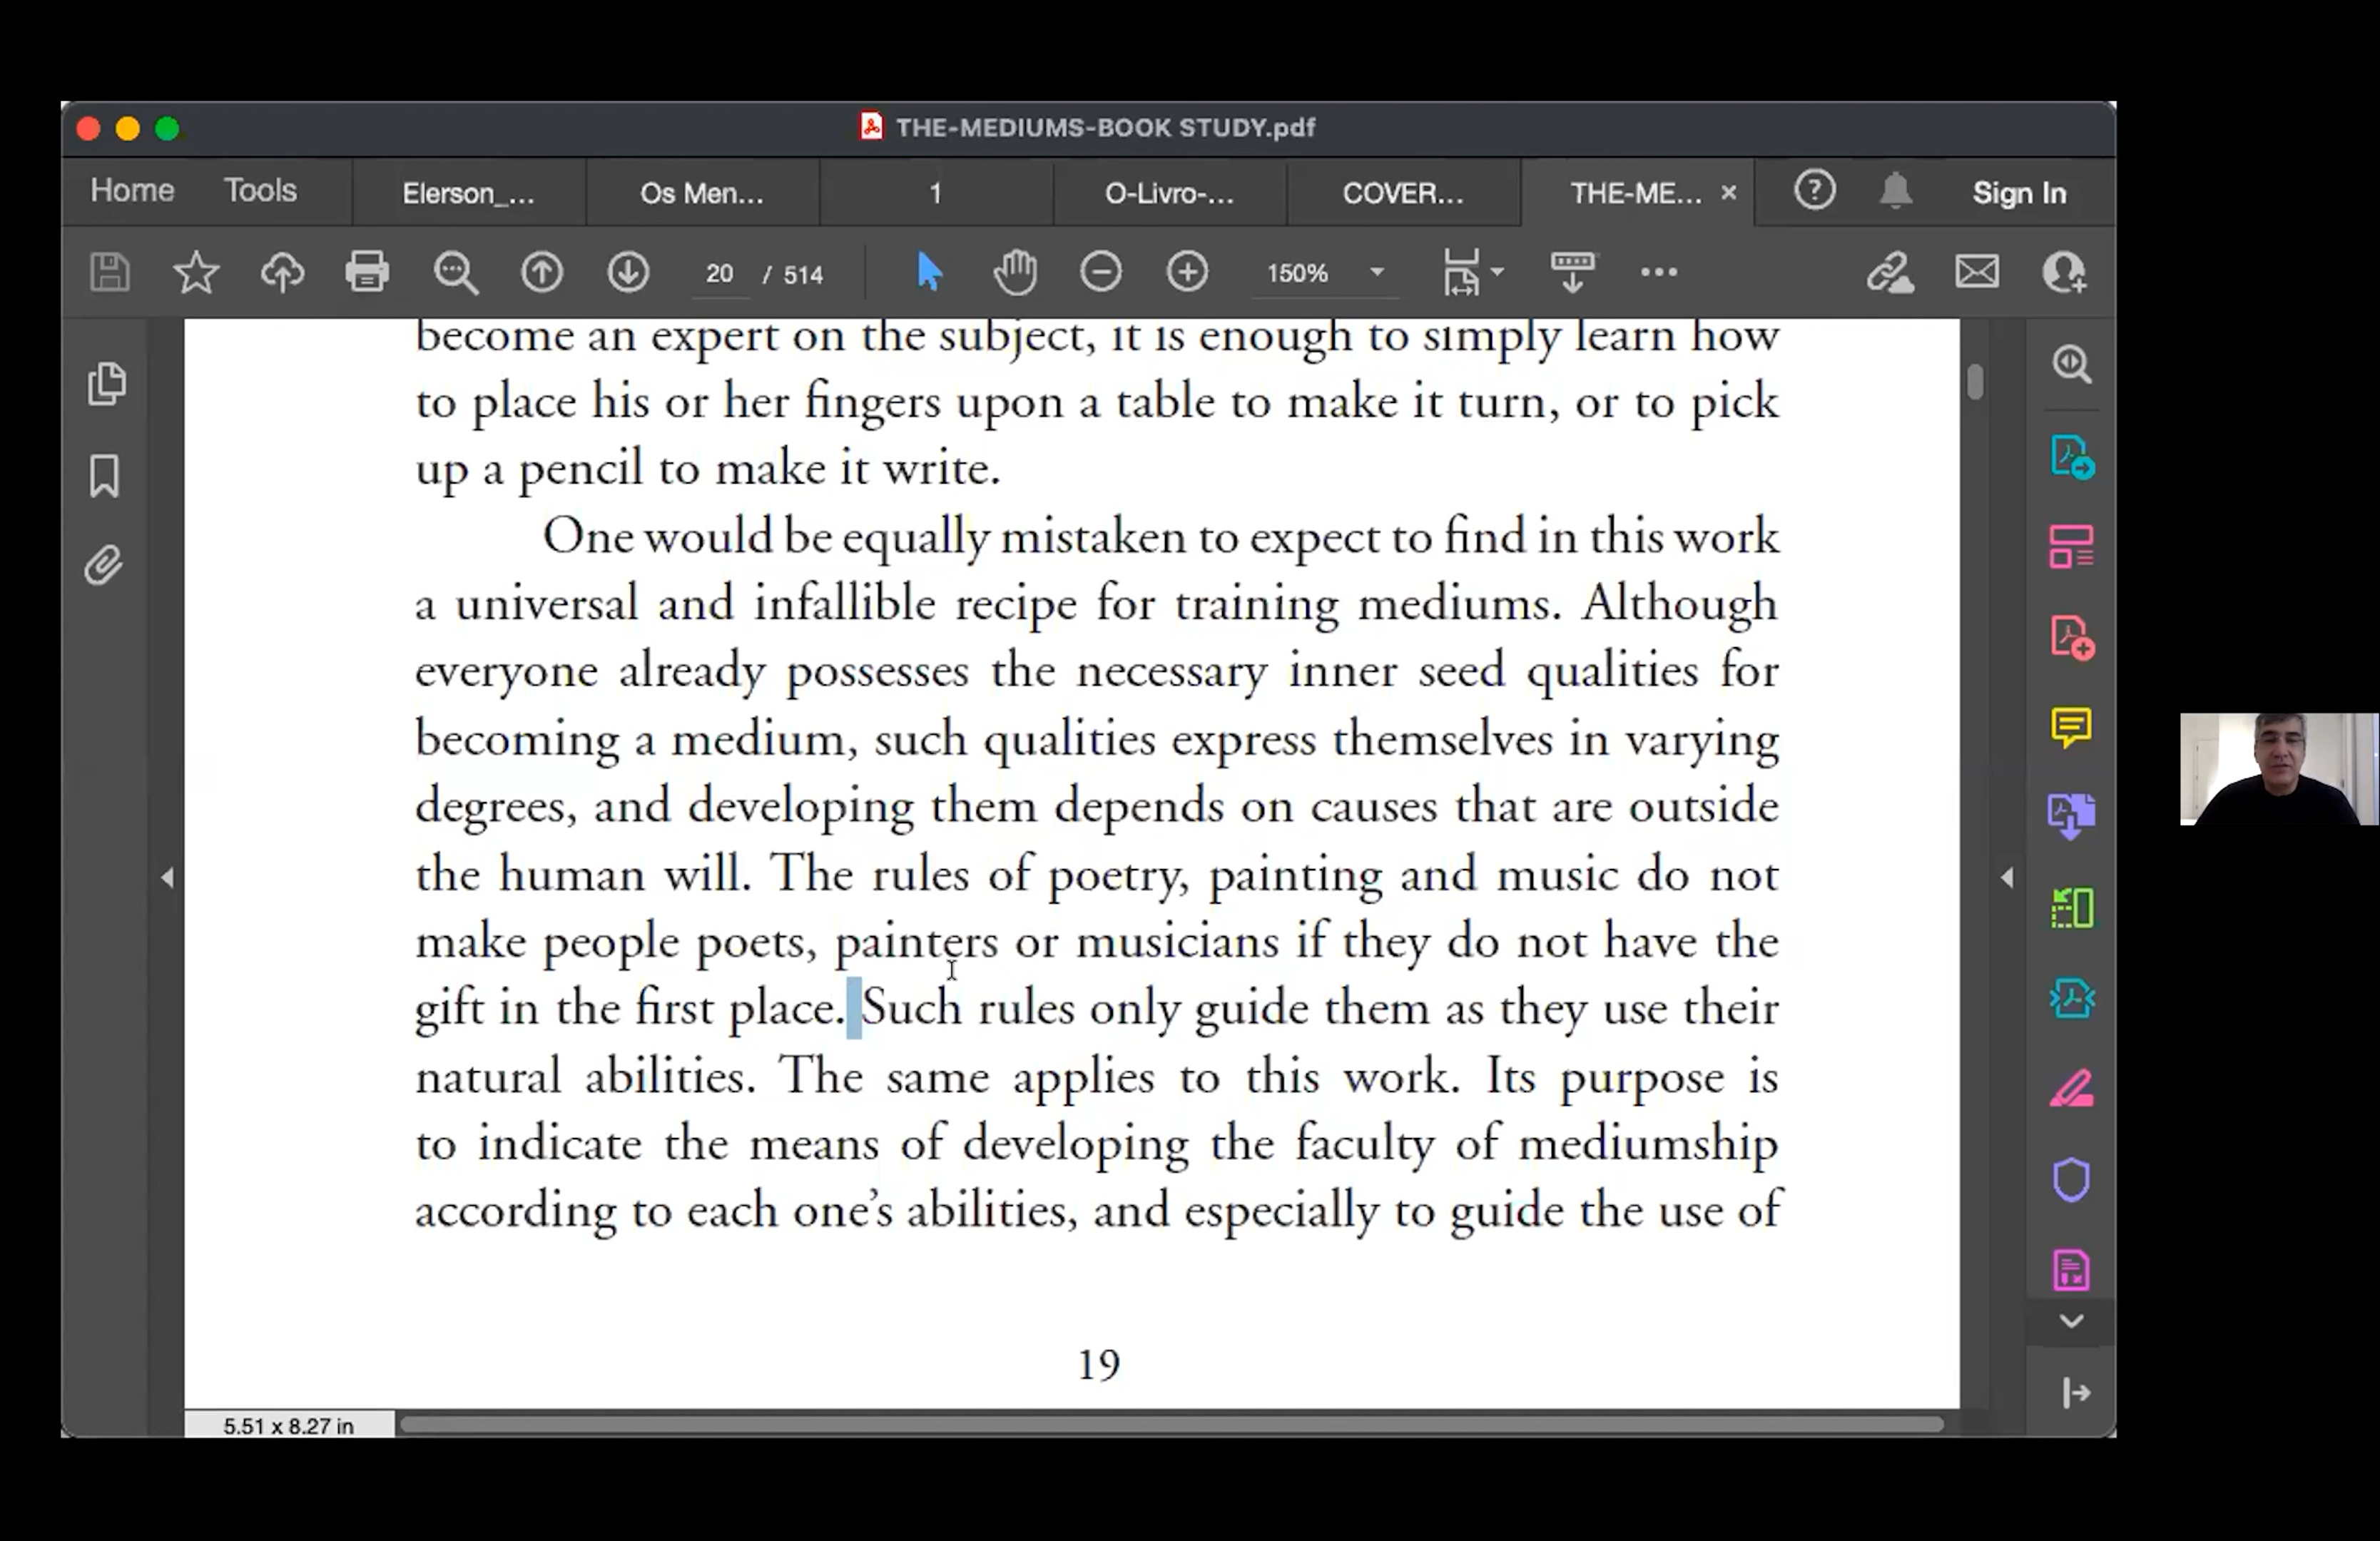 THE-MEDIUMS-BOOK STUDY.pdf
Home Tools Elerson_... Os Men... 1 O-Livro-... COVER... THE-ME... × Sign In
20 / 514 150%
become an expert on the subject, it is enough to simply learn how
to place his or her fingers upon a table to make it turn, or to pick
up a pencil to make it write.
One would be equally mistaken to expect to find in this work
a universal and infallible recipe for training mediums. Although
everyone already possesses the necessary inner seed qualities for
becoming a medium, such qualities express themselves in varying
degrees, and developing them depends on causes that are outside
the human will. The rules of poetry, painting and music do not
make people poets, painters or musicians if they do not have the
gift in the first place. Such rules only guide them as they use their
natural abilities. The same applies to this work. Its purpose is
to indicate the means of developing the faculty of mediumship
according to each one’s abilities, and especially to guide the use of
19
5.51 x 8.27 in